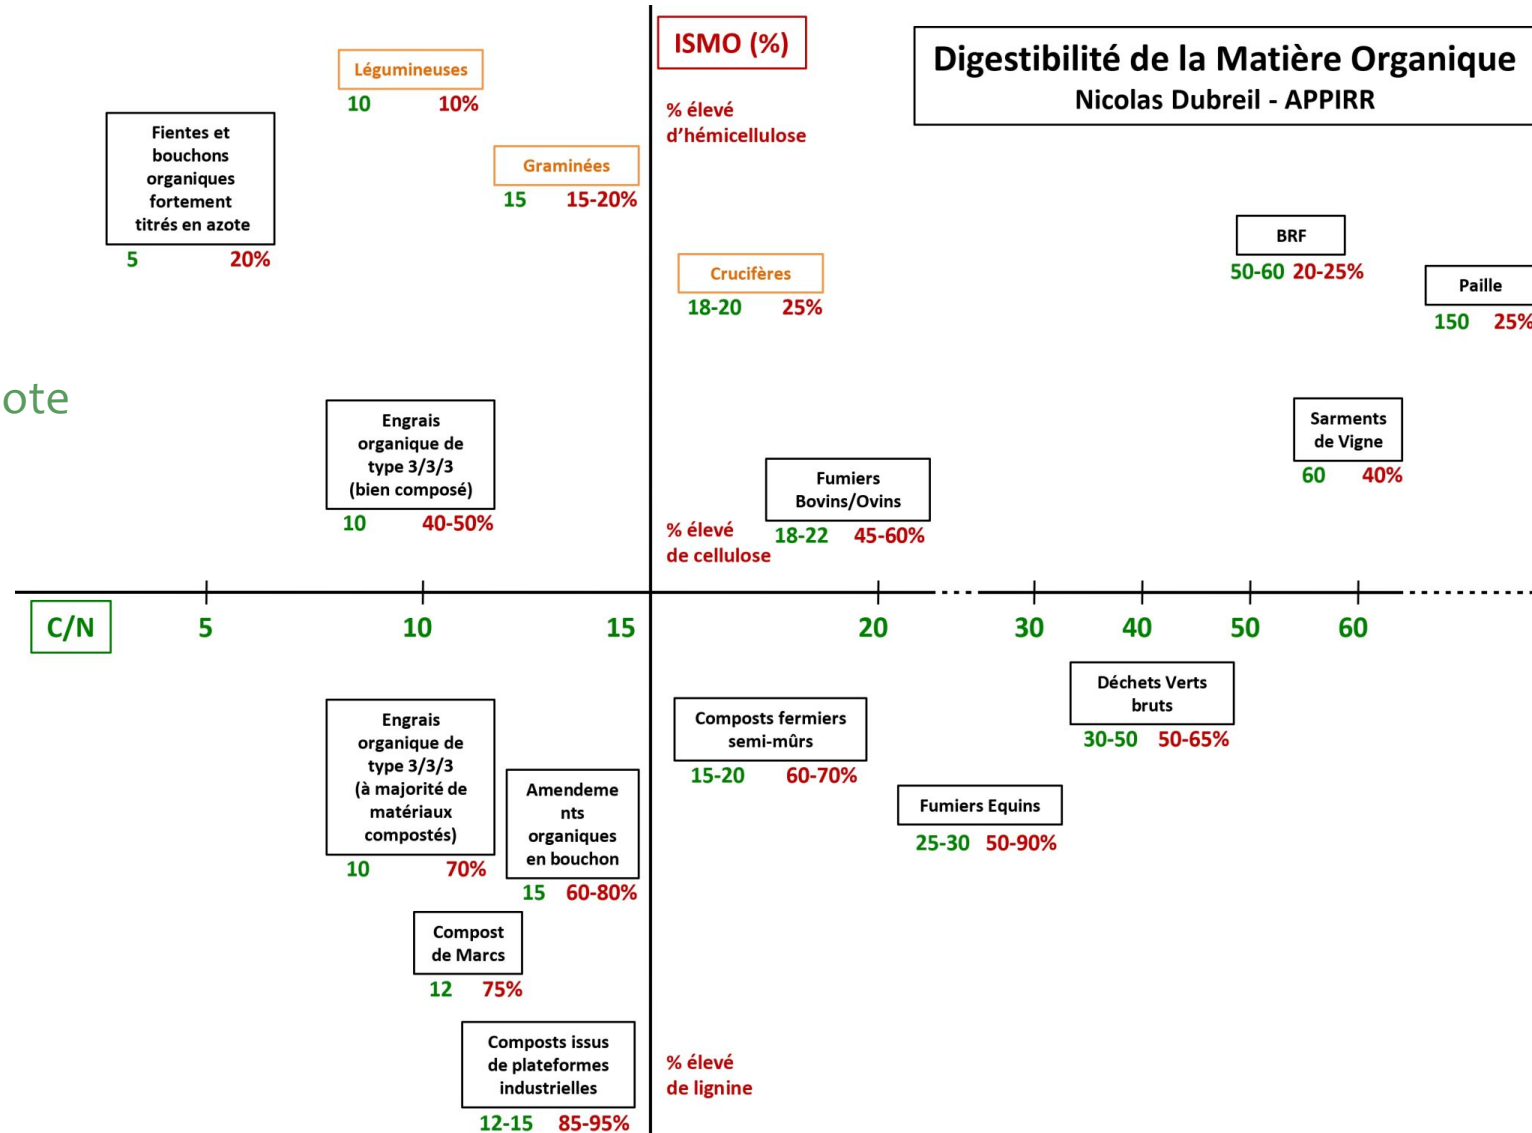 ISMO (%)
Digestibilité de la Matière Organique
Nicolas Dubreil - APPIRR
Légumineuses
10 10%
% élevé
d'hémicellulose
Fientes et
bouchons
organiques
fortement
titrés en azote
5 20%
Graminées
15 15-20%
Crucifères
18-20 25%
BRF
50-60 20-25%
Paille
150 25%
ote
Engrais
organique de
type 3/3/3
(bien composé)
10 40-50%
Sarments
de Vigne
60 40%
Fumiers
Bovins/Ovins
18-22 45-60%
% élevé
de cellulose
C/N 5 10 15 20 30 40 50 60
Engrais
organique de
type 3/3/3
(à majorité de
matériaux
compostés)
10 70%
Amendeme
nts
organiques
en bouchon
15 60-80%
Composts fermiers
semi-mûrs
15-20 60-70%
Déchets Verts
bruts
30-50 50-65%
Fumiers Equins
25-30 50-90%
Compost
de Marcs
12 75%
Composts issus
de plateformes
industrielles
12-15 85-95%
% élevé
de lignine